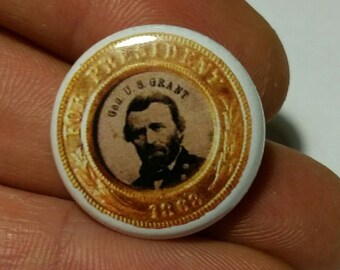 FOR PRESIDENT
Gen U.S. GRANT
1868